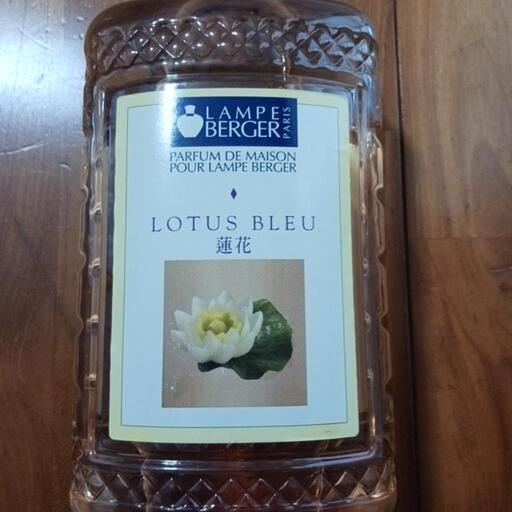 LAMPE
BERGER
PARIS
PARFUM DE MAISON
POUR LAMPE BERGER
LOTUS BLEU
蓮花